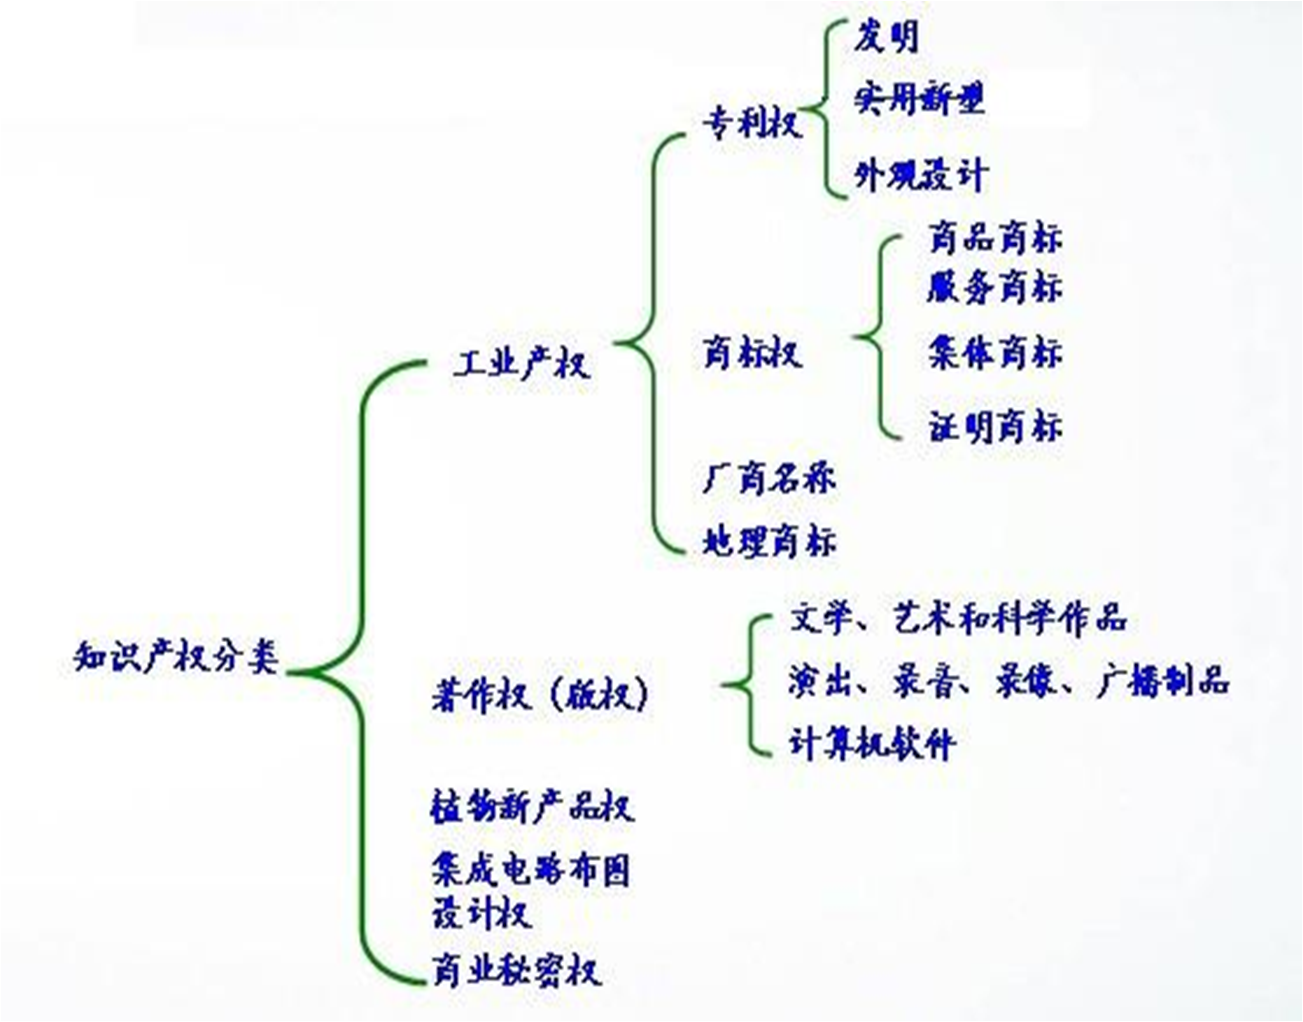 发明
实用新型
专利权
外观设计
商品商标
服务商标
商标权
集体商标
工业产权
证明商标
厂商名称
地理商标
文学、艺术和科学作品
知识产权分类
著作权（版权）
演出、录音、录像、广播制品
计算机软件
植物新产品权
集成电路布图
设计权
商业秘密权